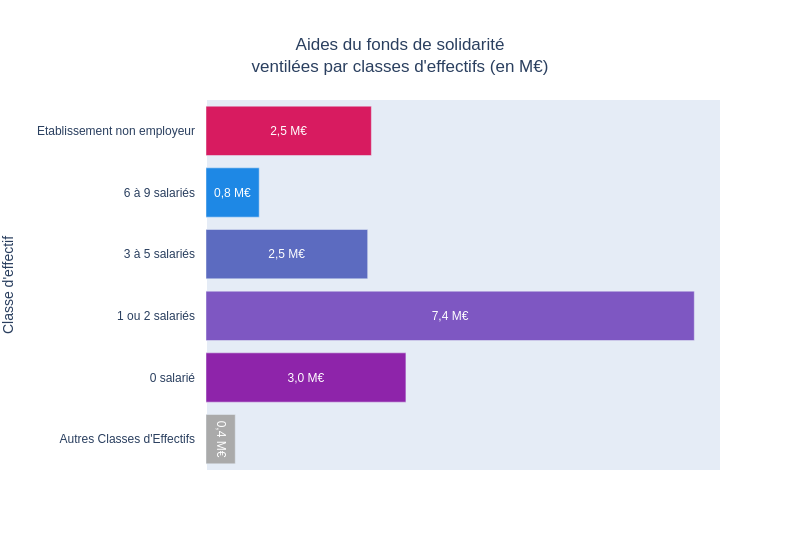 Aides du fonds de solidarité
ventilées par classes d'effectifs (en M€)
Classe d'effectif
Etablissement non employeur
2,5 M€
6 à 9 salariés
0,8 M€
3 à 5 salariés
2,5 M€
1 ou 2 salariés
7,4 M€
0 salarié
3,0 M€
Autres Classes d'Effectifs
0,4 M€